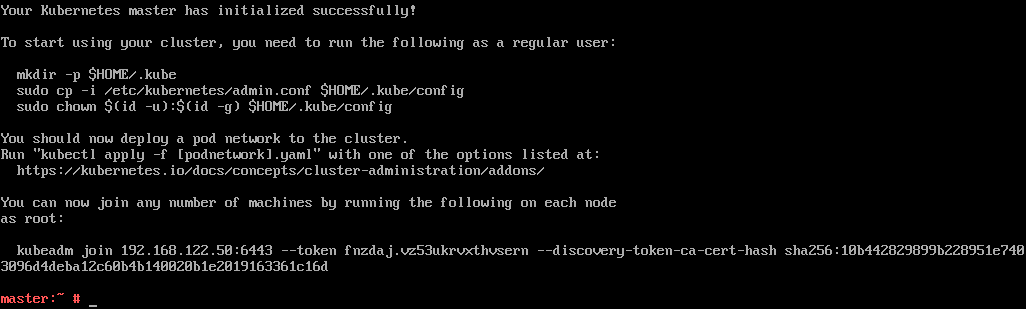 Your Kubernetes master has initialized successfully!
To start using your cluster, you need to run the following as a regular user:
mkdir -p $HOME/.kube
sudo cp -i /etc/kubernetes/admin.conf $HOME/.kube/config
sudo chown $(id -u):$(id -g) $HOME/.kube/config
You should now deploy a pod network to the cluster.
Run "kubectl apply -f [podnetwork].yaml" with one of the options listed at:
https://kubernetes.io/docs/concepts/cluster-administration/addons/
You can now join any number of machines by running the following on each node
as root:
kubeadm join 192.168.122.50:6443 --token fnzdaj.vz53ukrvxthvsern --discovery-token-ca-cert-hash sha256:10b442829899b228951e740
3096d4deba12c60b4b140020b1e2019163361c16d
master:~ # _